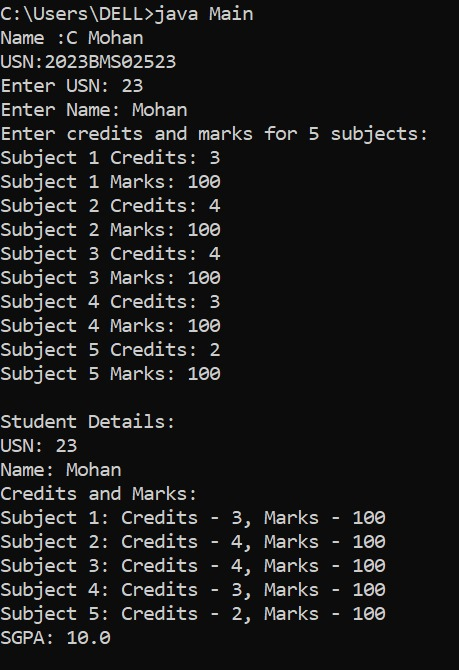 C:\Users\DELL>java Main
Name :C Mohan
USN:2023BMS02523
Enter USN: 23
Enter Name: Mohan
Enter credits and marks for 5 subjects:
Subject 1 Credits: 3
Subject 1 Marks: 100
Subject 2 Credits: 4
Subject 2 Marks: 100
Subject 3 Credits: 4
Subject 3 Marks: 100
Subject 4 Credits: 3
Subject 4 Marks: 100
Subject 5 Credits: 2
Subject 5 Marks: 100

Student Details:
USN: 23
Name: Mohan
Credits and Marks:
Subject 1: Credits - 3, Marks - 100
Subject 2: Credits - 4, Marks - 100
Subject 3: Credits - 4, Marks - 100
Subject 4: Credits - 3, Marks - 100
Subject 5: Credits - 2, Marks - 100
SGPA: 10.0